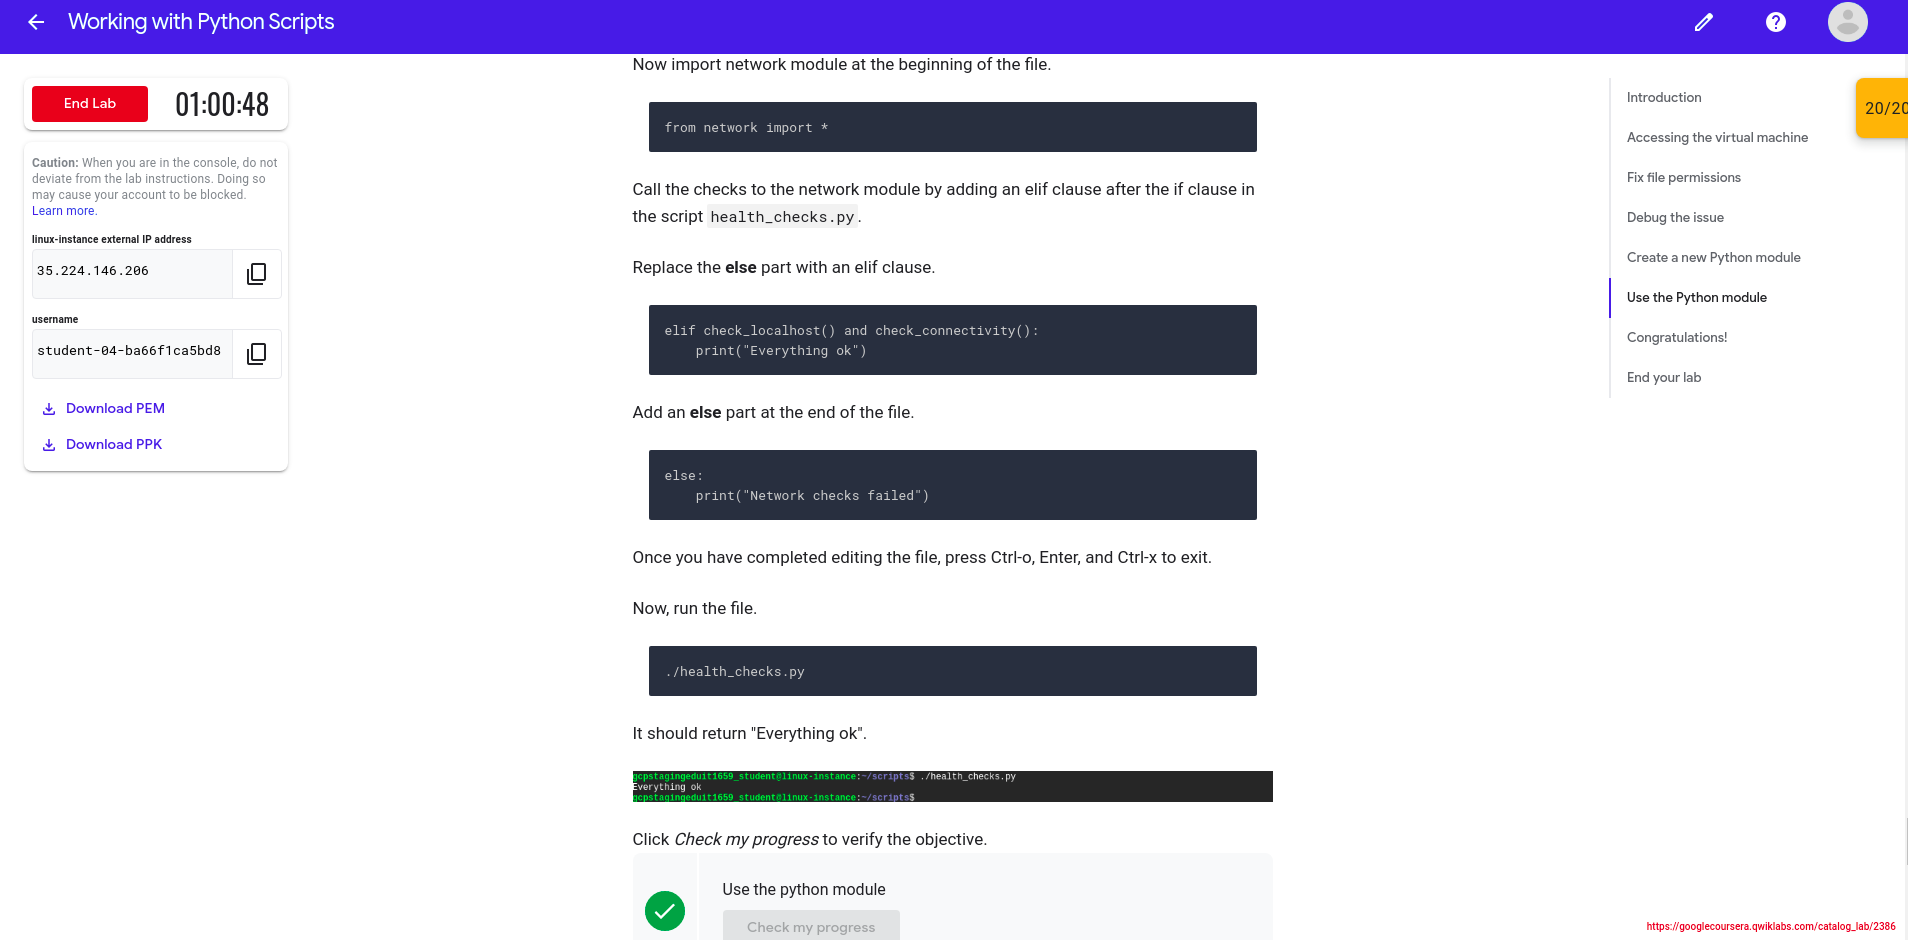 Working with Python Scripts
End Lab
01:00:48
Caution: When you are in the console, do not
deviate from the lab instructions. Doing so
may cause your account to be blocked.
Learn more.
linux-instance external IP address
35.224.146.206
username
student-04-ba66f1ca5bd8
Download PEM
Download PPK
Now import network module at the beginning of the file.
from network import *
Call the checks to the network module by adding an elif clause after the if clause in
the script health_checks.py.
Replace the else part with an elif clause.
elif check_localhost() and check_connectivity():
    print("Everything ok")
Add an else part at the end of the file.
else:
    print("Network checks failed")
Once you have completed editing the file, press Ctrl-o, Enter, and Ctrl-x to exit.
Now, run the file.
./health_checks.py
It should return "Everything ok".
gcpstagingeduit1659_student@linux-instance:~/scripts$ ./health_checks.py
Everything ok
gcpstagingeduit1659_student@linux-instance:~/scripts$
Click Check my progress to verify the objective.
Use the python module
Check my progress
Introduction
Accessing the virtual machine
Fix file permissions
Debug the issue
Create a new Python module
Use the Python module
Congratulations!
End your lab
20/20
https://googlecoursera.qwiklabs.com/catalog_lab/2386